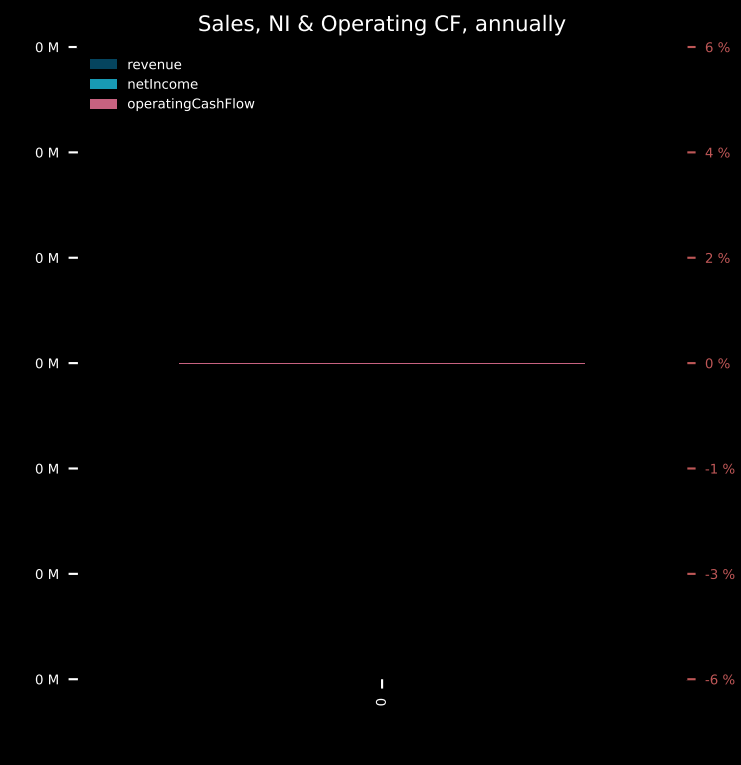 Sales, NI & Operating CF, annually
0 M
6 %
revenue
netIncome
operatingCashFlow
0 M
4 %
0 M
2 %
0 M
0 %
0 M
-1 %
0 M
-3 %
0 M
-6 %
0